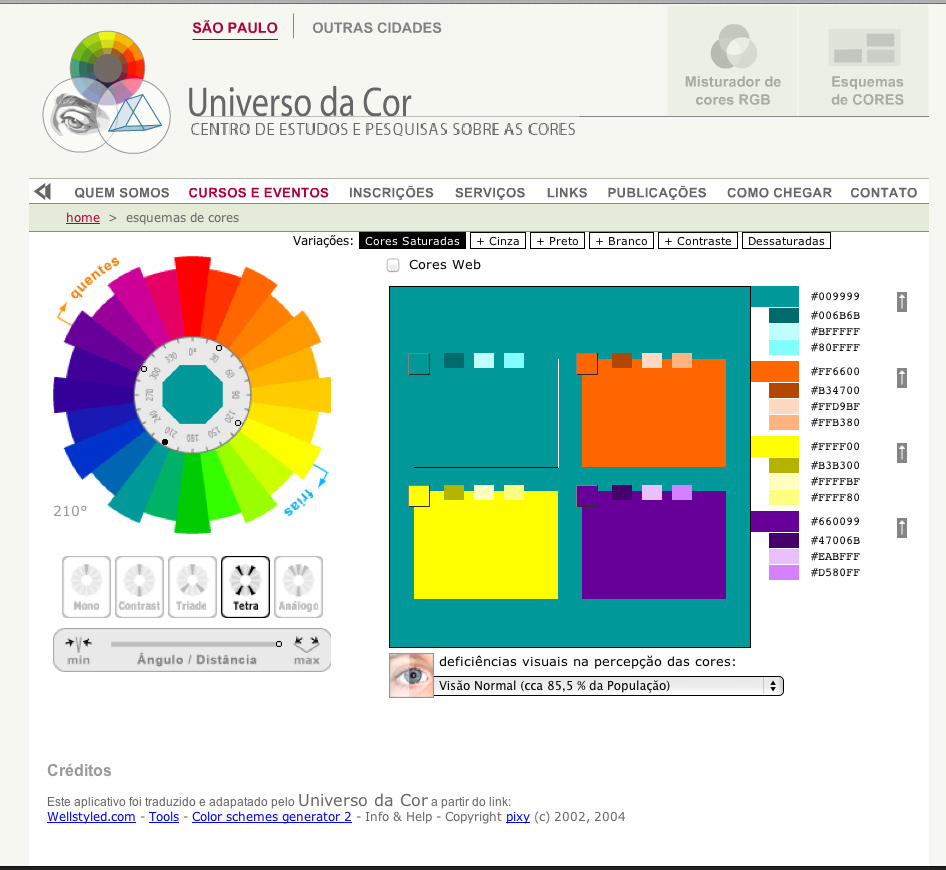 SÃO PAULO OUTRAS CIDADES
Misturador de
cores RGB
Esquemas
de CORES
Universo da Cor
CENTRO DE ESTUDOS E PESQUISAS SOBRE AS CORES
QUEM SOMOS CURSOS E EVENTOS INSCRIÇÕES SERVIÇOS LINKS PUBLICAÇÕES COMO CHEGAR CONTATO
home > esquemas de cores
Variações: Cores Saturadas + Cinza + Preto + Branco + Contraste Dessaturadas
Cores Web
quentes
0° 30 60 90 120 150 180 210 240 270 300 330
frias
210°
Mono Contrast Triade Tetra Análogo
min Ângulo / Distância max
#009999
#006B6B
#BFFFFF
#80FFFF
#FF6600
#B34700
#FFD9BF
#FFB380
#FFFF00
#B3B300
#FFFFBF
#FFFF80
#660099
#47006B
#EABFFF
#D580FF
deficiências visuais na percepção das cores:
Visão Normal (cca 85,5 % da População)
Créditos
Este aplicativo foi traduzido e adapatado pelo Universo da Cor a partir do link:
Wellstyled.com - Tools - Color schemes generator 2 - Info & Help - Copyright pixy (c) 2002, 2004